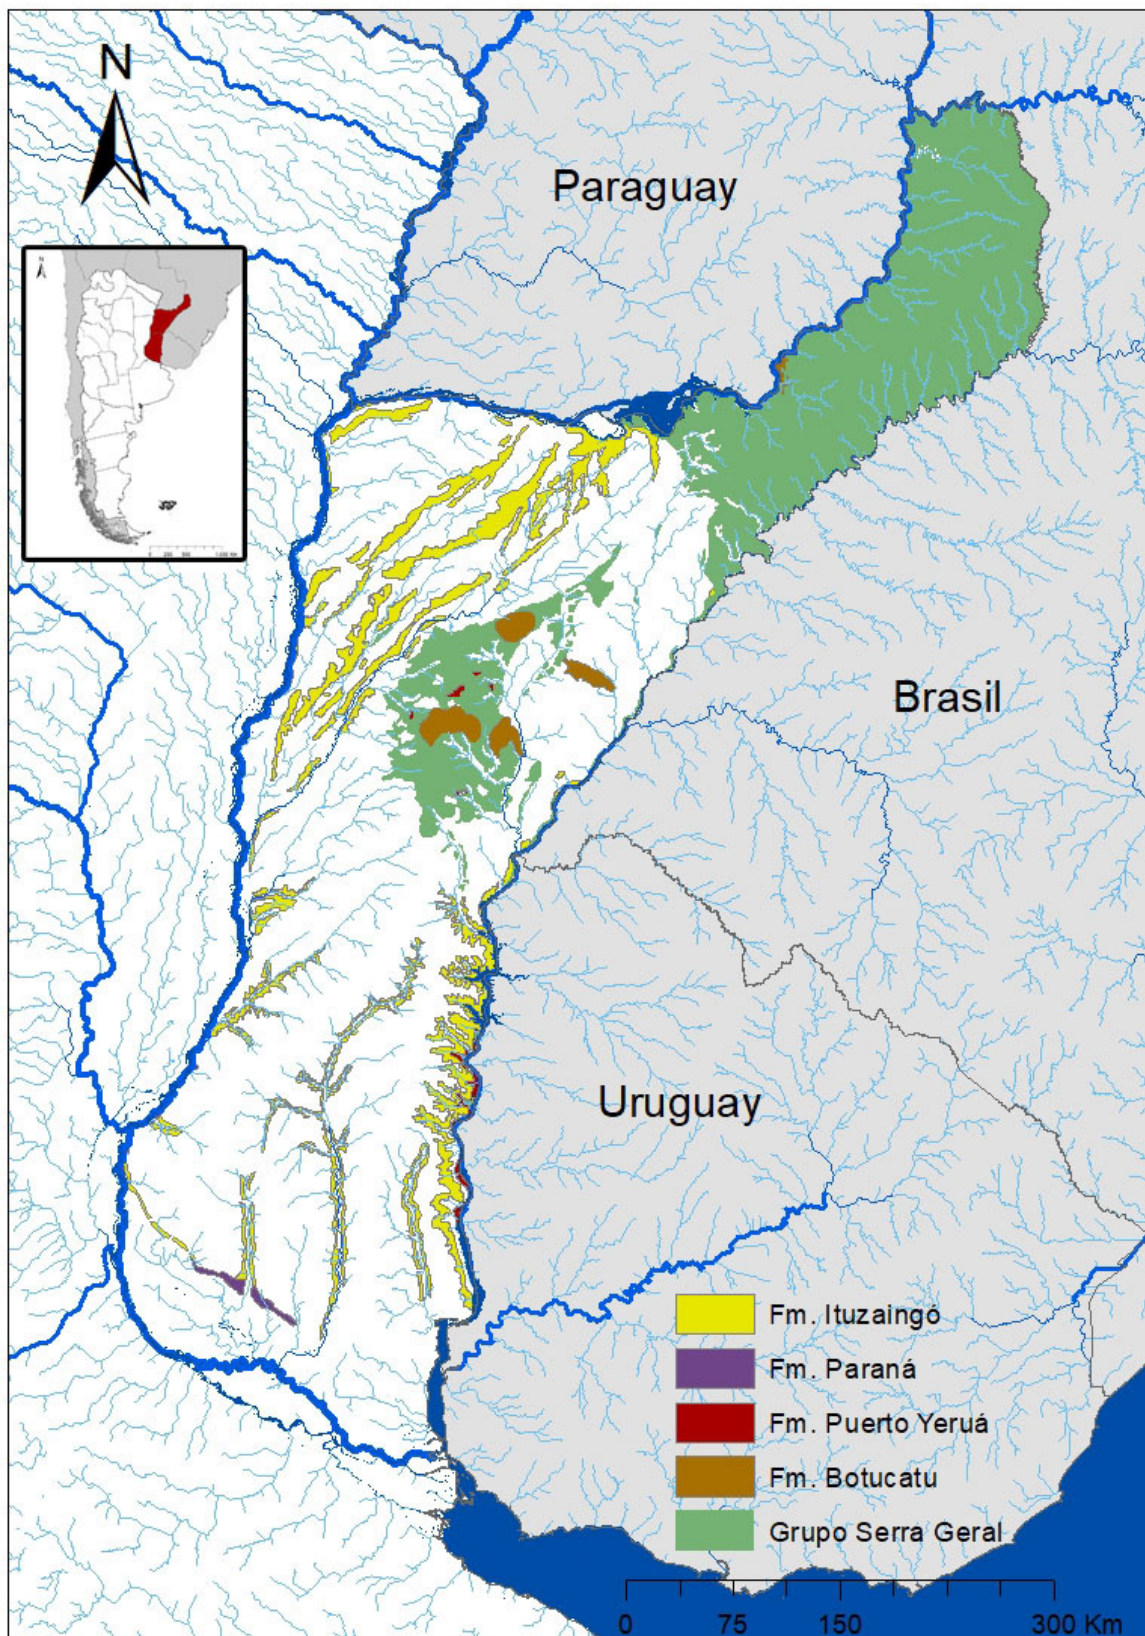 N
Paraguay
N
Brasil
Uruguay
Fm. Ituzaingó
Fm. Paraná
Fm. Puerto Yeruá
Fm. Botucatu
Grupo Serra Geral
0 75 150 300 Km